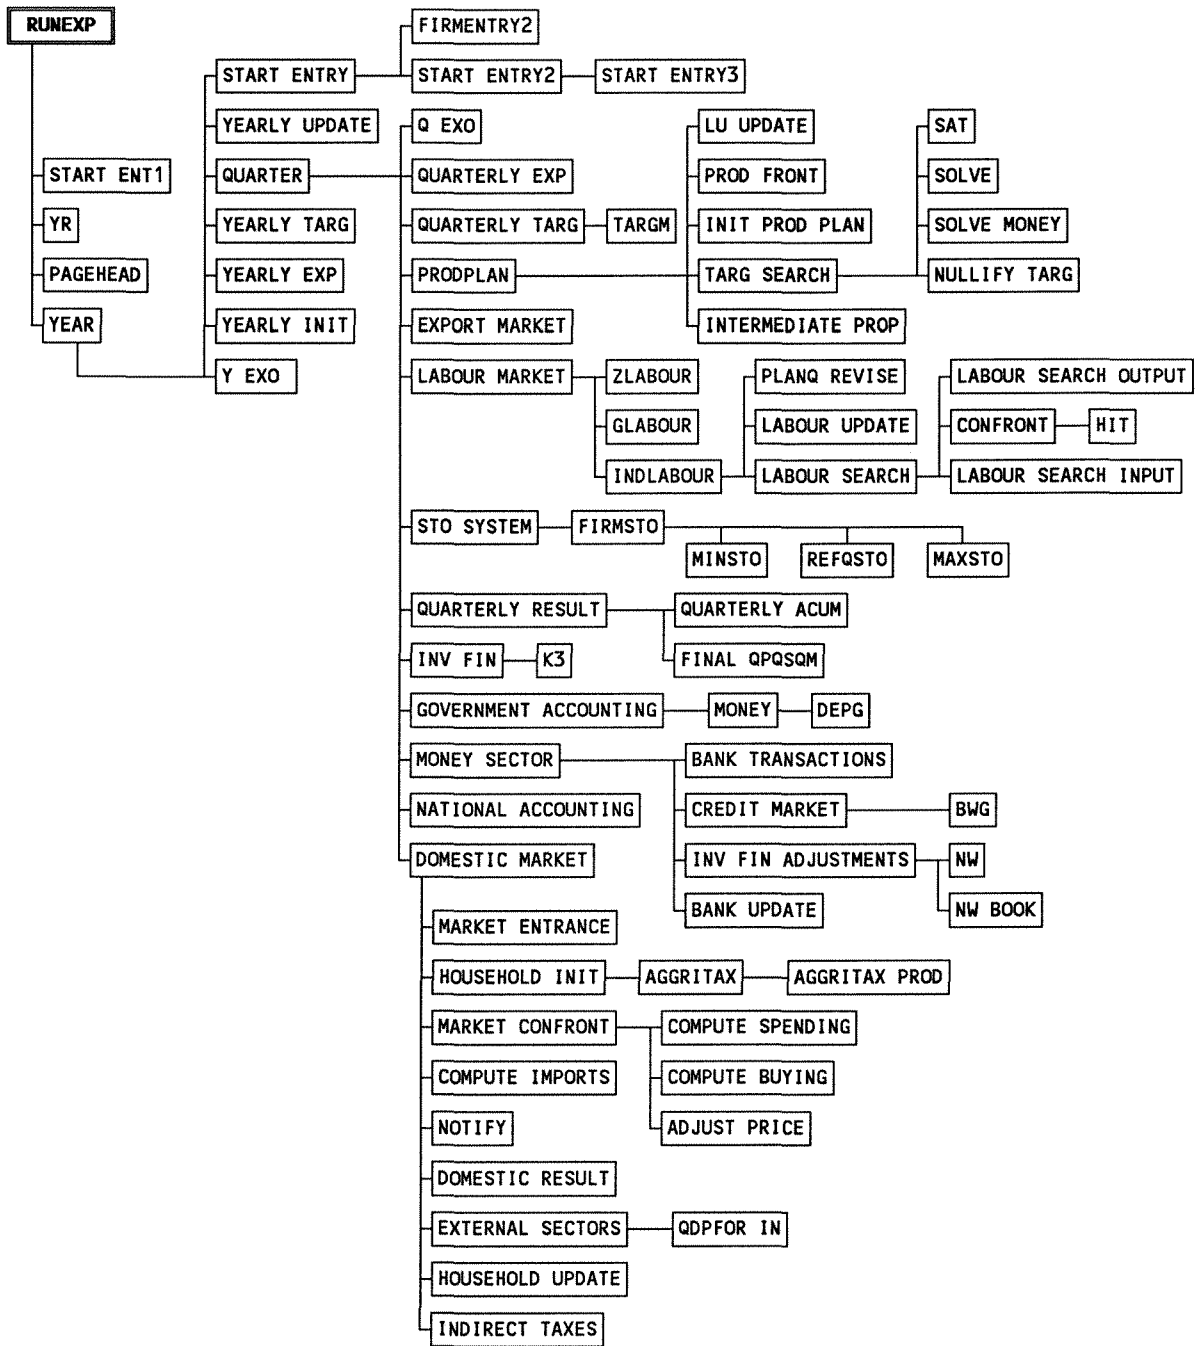 RUNEXP
FIRMENTRY2
START ENTRY
START ENTRY2
START ENTRY3
YEARLY UPDATE
Q EXO
LU UPDATE
SAT
START ENT1
QUARTER
QUARTERLY EXP
PROD FRONT
SOLVE
YR
YEARLY TARG
QUARTERLY TARG
TARGM
INIT PROD PLAN
SOLVE MONEY
PAGEHEAD
YEARLY EXP
PRODPLAN
TARG SEARCH
NULLIFY TARG
YEAR
YEARLY INIT
EXPORT MARKET
INTERMEDIATE PROP
Y EXO
LABOUR MARKET
ZLABOUR
PLANQ REVISE
LABOUR SEARCH OUTPUT
GLABOUR
LABOUR UPDATE
CONFRONT
HIT
INDLABOUR
LABOUR SEARCH
LABOUR SEARCH INPUT
STO SYSTEM
FIRMSTO
MINSTO
REFQSTO
MAXSTO
QUARTERLY RESULT
QUARTERLY ACUM
INV FIN
K3
FINAL QPQSQM
GOVERNMENT ACCOUNTING
MONEY
DEPG
MONEY SECTOR
BANK TRANSACTIONS
NATIONAL ACCOUNTING
CREDIT MARKET
BWG
DOMESTIC MARKET
INV FIN ADJUSTMENTS
NW
BANK UPDATE
NW BOOK
MARKET ENTRANCE
HOUSEHOLD INIT
AGGRITAX
AGGRITAX PROD
MARKET CONFRONT
COMPUTE SPENDING
COMPUTE IMPORTS
COMPUTE BUYING
NOTIFY
ADJUST PRICE
DOMESTIC RESULT
EXTERNAL SECTORS
QDPFOR IN
HOUSEHOLD UPDATE
INDIRECT TAXES